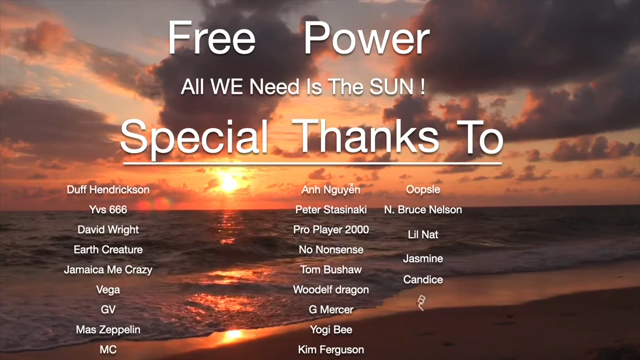 Free Power
All WE Need Is The SUN !
Special Thanks To
Duff Hendrickson
Yvs 666
David Wright
Earth Creature
Jamaica Me Crazy
Vega
GV
Mas Zeppelin
MC
Anh Nguyễn
Peter Stasinaki
Pro Player 2000
No Nonsense
Tom Bushaw
Woodelf dragon
G Mercer
Yogi Bee
Kim Ferguson
Oopsle
N. Bruce Nelson
Lil Nat
Jasmine
Candice